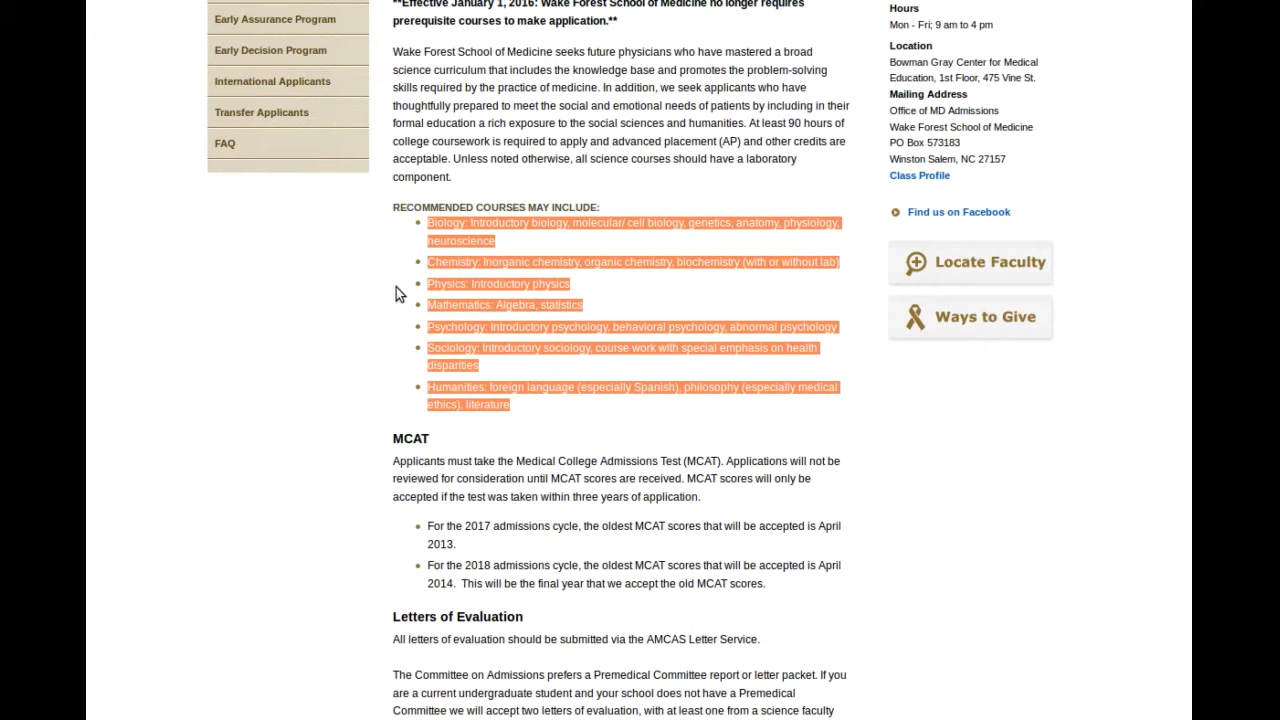 Early Assurance Program
Early Decision Program
International Applicants
Transfer Applicants
FAQ
**Effective January 1, 2016: Wake Forest School of Medicine no longer requires
prerequisite courses to make application.**
Wake Forest School of Medicine seeks future physicians who have mastered a broad
science curriculum that includes the knowledge base and promotes the problem-solving
skills required by the practice of medicine. In addition, we seek applicants who have
thoughtfully prepared to meet the social and emotional needs of patients by including in their
formal education a rich exposure to the social sciences and humanities. At least 90 hours of
college coursework is required to apply and advanced placement (AP) and other credits are
acceptable. Unless noted otherwise, all science courses should have a laboratory
component.
RECOMMENDED COURSES MAY INCLUDE:
Biology: Introductory biology, molecular/ cell biology, genetics, anatomy, physiology,
neuroscience
Chemistry: Inorganic chemistry, organic chemistry, biochemistry (with or without lab)
Physics: Introductory physics
Mathematics: Algebra, statistics
Psychology: Introductory psychology, behavioral psychology, abnormal psychology
Sociology: Introductory sociology, course work with special emphasis on health
disparities
Humanities: foreign language (especially Spanish), philosophy (especially medical
ethics), literature
MCAT
Applicants must take the Medical College Admissions Test (MCAT). Applications will not be
reviewed for consideration until MCAT scores are received. MCAT scores will only be
accepted if the test was taken within three years of application.
For the 2017 admissions cycle, the oldest MCAT scores that will be accepted is April
2013.
For the 2018 admissions cycle, the oldest MCAT scores that will be accepted is April
2014.  This will be the final year that we accept the old MCAT scores.
Letters of Evaluation
All letters of evaluation should be submitted via the AMCAS Letter Service.
The Committee on Admissions prefers a Premedical Committee report or letter packet. If you
are a current undergraduate student and your school does not have a Premedical
Committee we will accept two letters of evaluation, with at least one from a science faculty
Hours
Mon - Fri; 9 am to 4 pm
Location
Bowman Gray Center for Medical
Education, 1st Floor, 475 Vine St.
Mailing Address
Office of MD Admissions
Wake Forest School of Medicine
PO Box 573183
Winston Salem, NC 27157
Class Profile
Find us on Facebook
Locate Faculty
Ways to Give